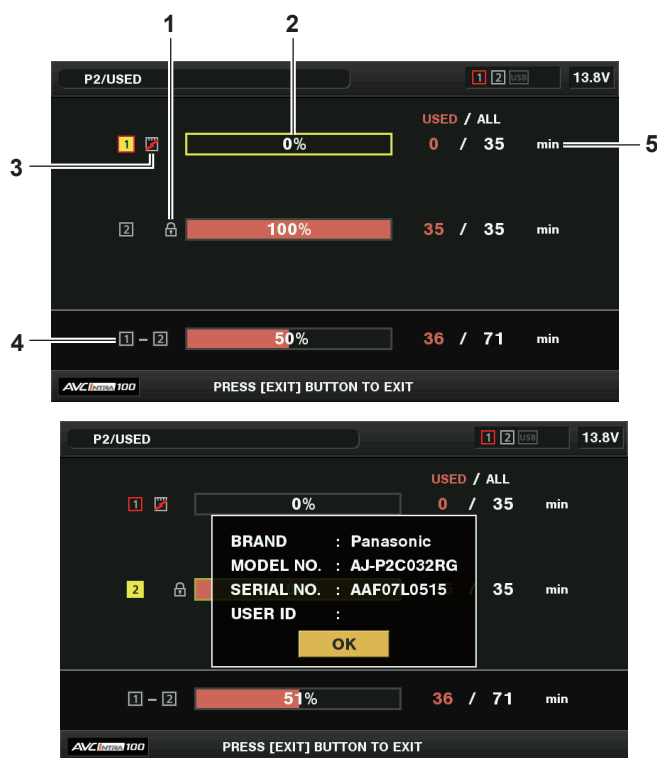 1 2
P2/USED 1 2 USB 13.8V
USED / ALL
1 0% 0 / 35 min 5
3
2 100% 35 / 35 min
4 1 – 2 50% 36 / 71 min
AVC INTRA 100 PRESS [EXIT] BUTTON TO EXIT
P2/USED 1 2 USB 13.8V
USED / ALL
1 0% 0 / 35 min
BRAND : Panasonic
MODEL NO. : AJ-P2C032RG
2 SERIAL NO. : AAF07L0515 / 35 min
USER ID :
OK
1 – 2 51% 36 / 71 min
AVC INTRA 100 PRESS [EXIT] BUTTON TO EXIT